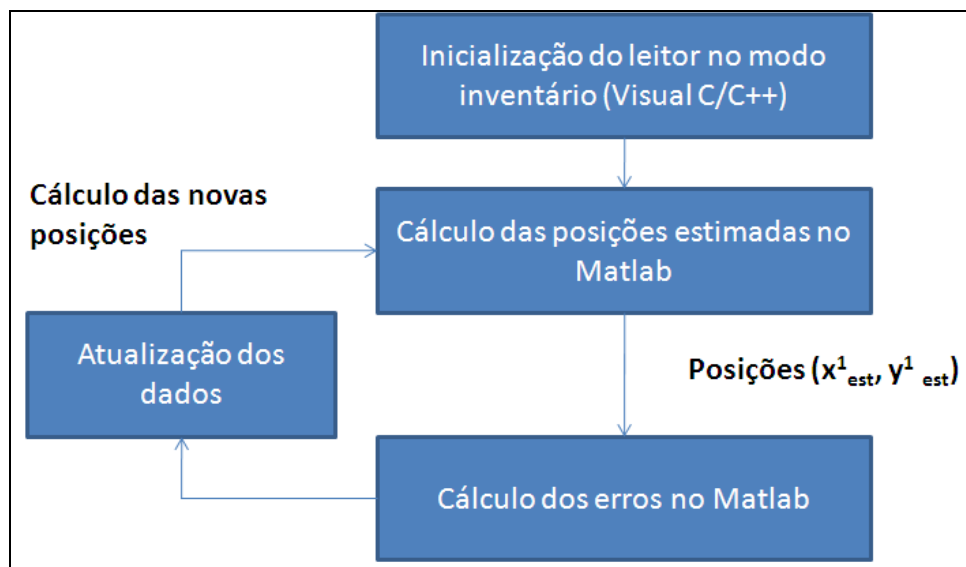 Inicialização do leitor no modo
inventário (Visual C/C++)
Cálculo das novas
posições
Cálculo das posições estimadas no
Matlab
Atualização dos
dados
Posições (x¹est, y¹ est)
Cálculo dos erros no Matlab